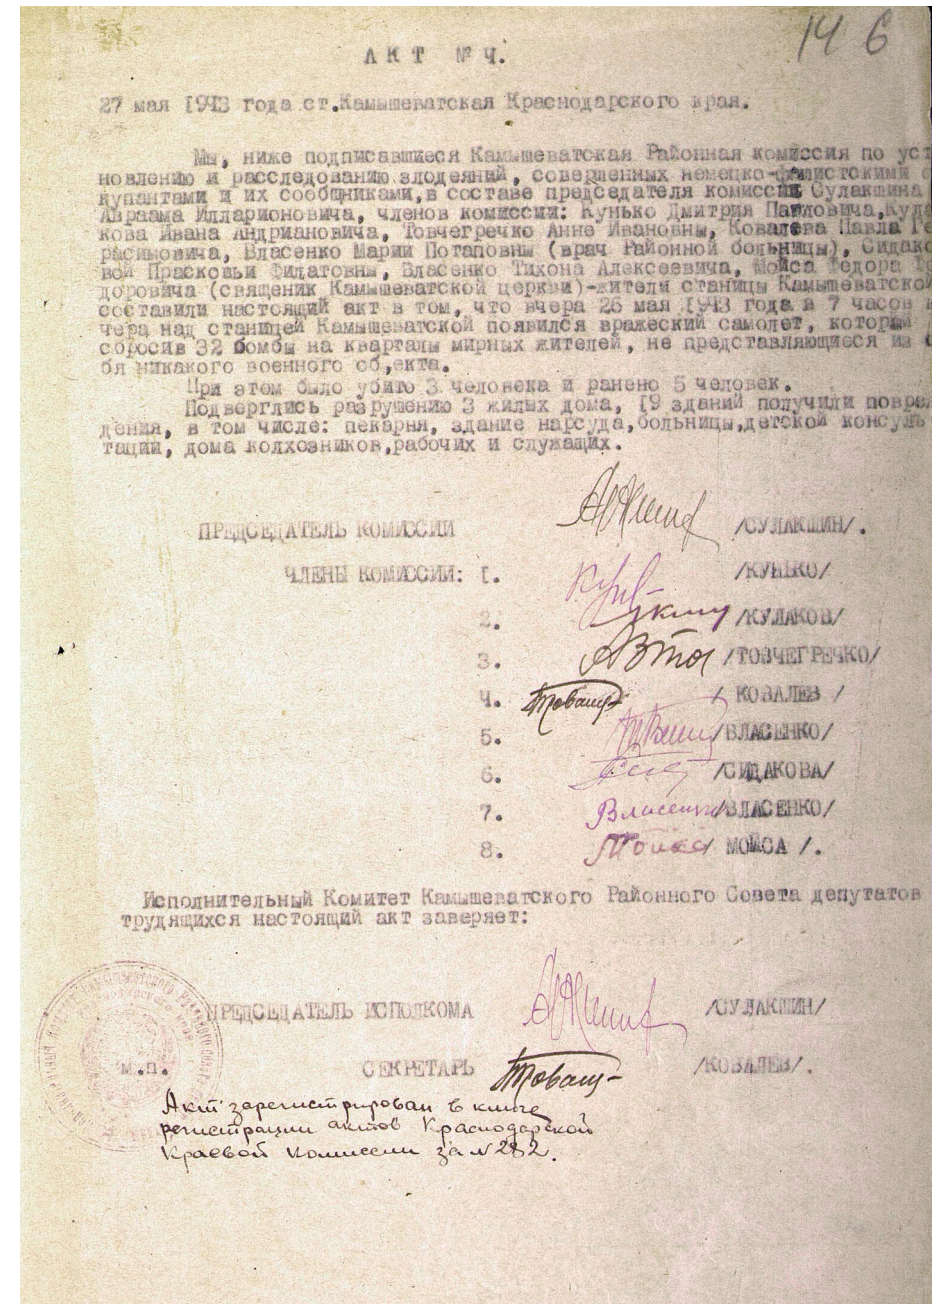 14 6
АКТ № 4.
27 мая 1943 года ст.Камышеватская Краснодарского края.
Мы, ниже подписавшиеся Камышеватская Районная комиссия по уст
новлению и расследованию злодеяний, совершенных немецко-фашистскими о
купантами и их сообщниками,в составе председателя комиссии Сулакшина
Авраама Илларионовича, членов комиссии: Кунько Дмитрия Павловича,Кула
кова Ивана Андриановича, Товчегречко Анне Ивановны, Ковалева Павла Ге
расимовича, Власенко Марии Потаповны (врач Районной больницы), Сидако
вой Прасковьи Филатовны, Власенко Тихона Алексеевича, Мойса Федора Фе
доровича (священик Камышеватской церкви)-жители станицы Камышеватской
составили настоящий акт в том, что вчера 26 мая 1943 года в 7 часов в
чера над станицей Камышеватской появился вражеский самолет, который
сбросив 32 бомбы на кварталы мирных жителей, не представляющиеся из с
бя никакого военного об,екта.
При этом было убито 3 человека и ранено 5 человек.
Подверглись разрушению 3 жилых дома, 19 зданий получили повра
дения, в том числе: пекарня, здание нарсуда,больницы,детской консуль
тации, дома колхозников,рабочих и служащих.
ПРЕДСЕДАТЕЛЬ КОМИССИИ /СУЛАКШИН/.
ЧЛЕНЫ КОМИССИИ: 1. /КУНЬКО/
2. /КУЛАКОВ/
3. /ТОВЧЕГРЕЧКО/
4. / КОВАЛЕВ /
5. /ВЛАСЕНКО/
6. /СИДАКОВА/
7. Власенко /ВЛАСЕНКО/
8. Мойса / МОЙСА /.
Исполнительный Комитет Камышеватского Районного Совета депутатов
трудящихся настоящий акт заверяет:
ПРЕДСЕДАТЕЛЬ ИСПОЛКОМА /СУЛАКШИН/
м.п. СЕКРЕТАРЬ /КОВАЛЕВ/.
Акт зарегистрирован в книге
регистрации актов Краснодарской
Краевой комиссии за №282.